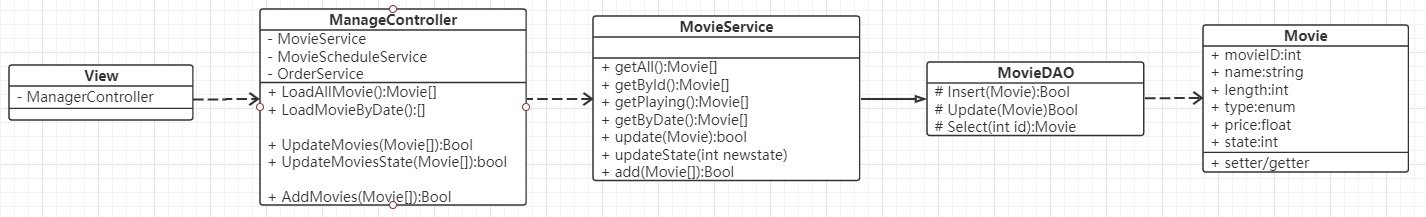 View
- ManagerController
ManageController
- MovieService
- MovieScheduleService
- OrderService
+ LoadAllMovie():Movie[]
+ LoadMovieByDate():[]
+ UpdateMovies(Movie[]):Bool
+ UpdateMoviesState(Movie[]):bool
+ AddMovies(Movie[]):Bool
MovieService
+ getAll():Movie[]
+ getById():Movie[]
+ getPlaying():Movie[]
+ getByDate():Movie[]
+ update(Movie):bool
+ updateState(int newstate)
+ add(Movie[]):Bool
MovieDAO
# Insert(Movie):Bool
# Update(Movie)Bool
# Select(int id):Movie
Movie
+ movieID:int
+ name:string
+ length:int
+ type:enum
+ price:float
+ state:int
+ setter/getter